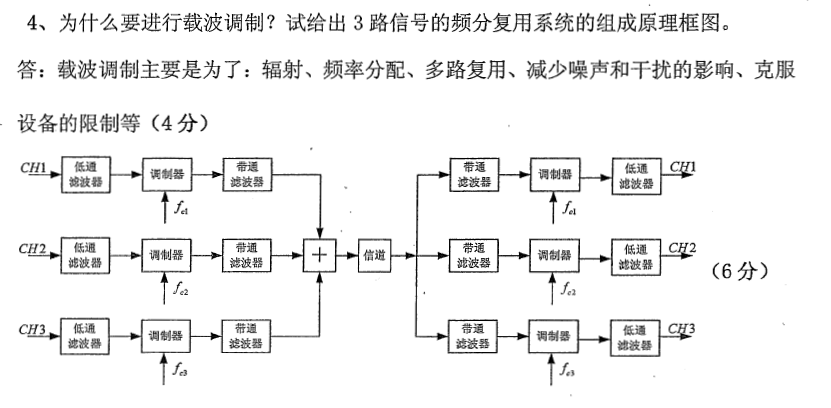 4、为什么要进行载波调制？试给出 3 路信号的频分复用系统的组成原理框图。
答：载波调制主要是为了：辐射、频率分配、多路复用、减少噪声和干扰的影响、克服
设备的限制等（4 分）
CH1 低通滤波器 调制器 带通滤波器 带通滤波器 调制器 低通滤波器 CH1
fc1 fc1
CH2 低通滤波器 调制器 带通滤波器 + 信道 带通滤波器 调制器 低通滤波器 CH2
（6 分）
fc2 fc2
CH3 低通滤波器 调制器 带通滤波器 带通滤波器 调制器 低通滤波器 CH3
fc3 fc3